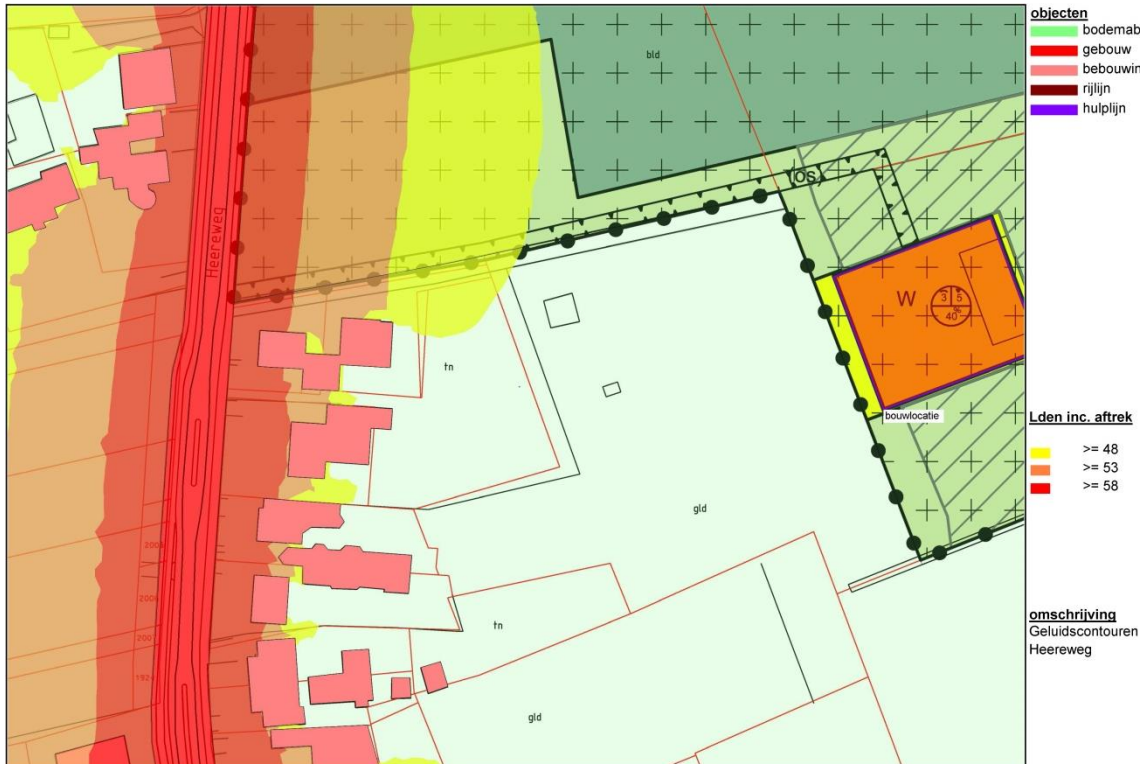 objecten
bodemab
gebouw
bebouwin
rijlijn
hulplijn
bld
(os)
Heereweg
W
3 5
%
40
tn
bouwlocatie
Lden inc. aftrek
>= 48
>= 53
>= 58
gld
tn
gld
omschrijving
Geluidscontouren
Heereweg